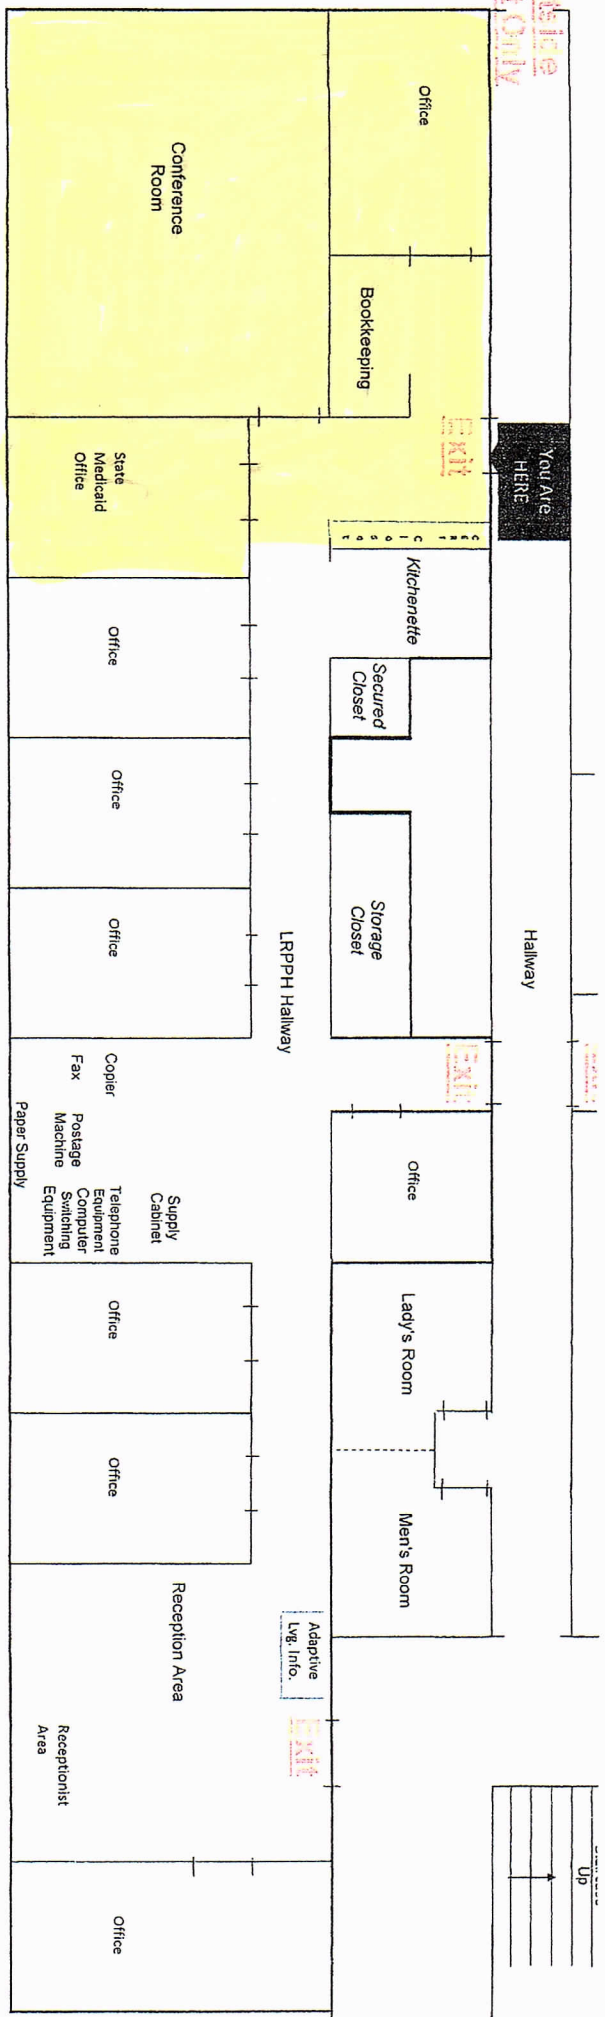 Office
Conference
Room
Bookkeeping
Exit
You Are
HERE
State
Medicaid
Office
CERT Closet
Kitchenette
Office
Secured
Closet
Office
Storage
Closet
Office
LRPPH Hallway
Hallway
Exit
Copier
Fax
Postage
Machine
Paper Supply
Telephone
Equipment
Computer
Switching
Equipment
Supply
Cabinet
Office
Office
Lady's Room
Office
Men's Room
Reception Area
Adaptive
Lvg. Info.
Exit
Receptionist
Area
Up
Office